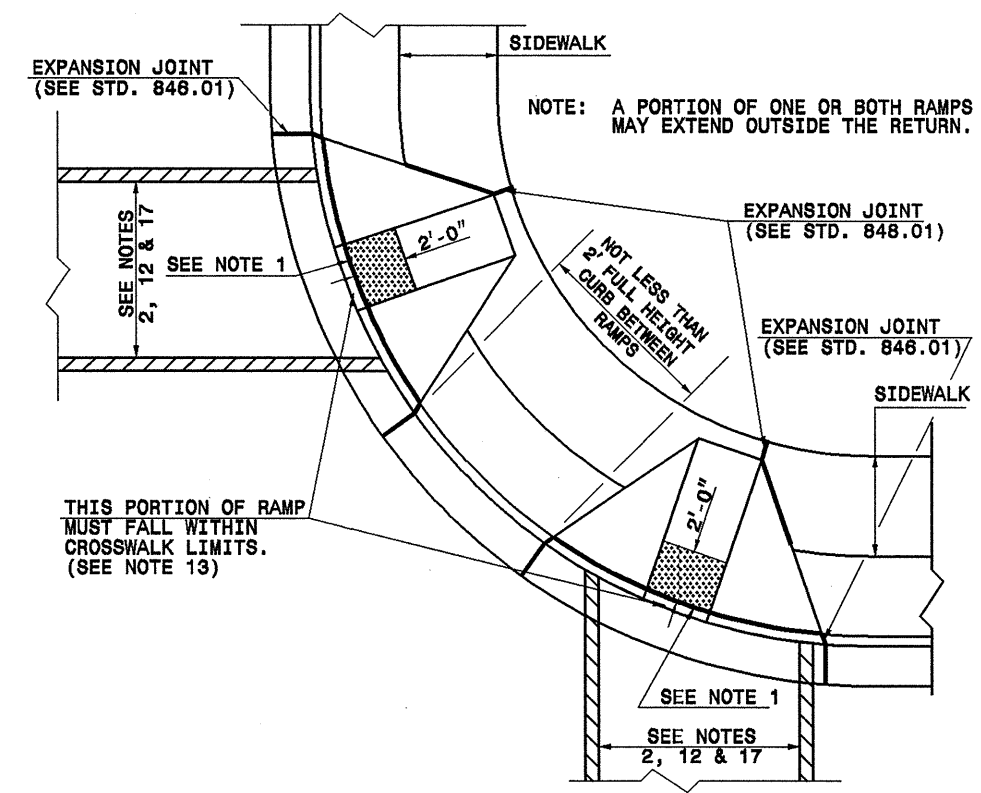 SIDEWALK
EXPANSION JOINT
(SEE STD. 846.01)
NOTE: A PORTION OF ONE OR BOTH RAMPS
MAY EXTEND OUTSIDE THE RETURN.
EXPANSION JOINT
(SEE STD. 848.01)
SEE NOTES
2, 12 & 17
SEE NOTE 1
2'-0"
NOT LESS THAN
2' FULL HEIGHT
CURB BETWEEN
RAMPS
EXPANSION JOINT
(SEE STD. 846.01)
SIDEWALK
THIS PORTION OF RAMP
MUST FALL WITHIN
CROSSWALK LIMITS.
(SEE NOTE 13)
2'-0"
SEE NOTE 1
SEE NOTES
2, 12 & 17